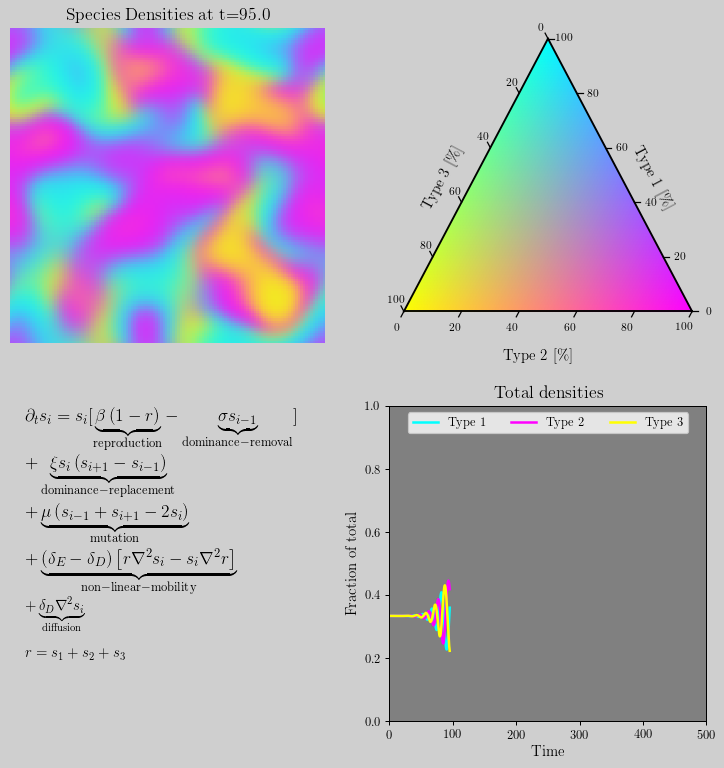 Species Densities at t=95.0
0
100
20
80
40
60
Type 3 [%]
Type 1 [%]
60
40
80
20
100
0
0
20
40
60
80
100
Type 2 [%]
∂ₜsᵢ = sᵢ[ β (1 − r) − σsᵢ₋₁ ]
reproduction dominance−removal
+ ξsᵢ (sᵢ₊₁ − sᵢ₋₁)
dominance−replacement
+ μ (sᵢ₋₁ + sᵢ₊₁ − 2sᵢ)
mutation
+ (δ_E − δ_D) [r∇²sᵢ − sᵢ∇²r]
non−linear−mobility
+ δ_D∇²sᵢ
diffusion
r = s₁ + s₂ + s₃
Total densities
Type 1 Type 2 Type 3
1.0
0.8
0.6
0.4
0.2
0.0
Fraction of total
0 100 200 300 400 500
Time